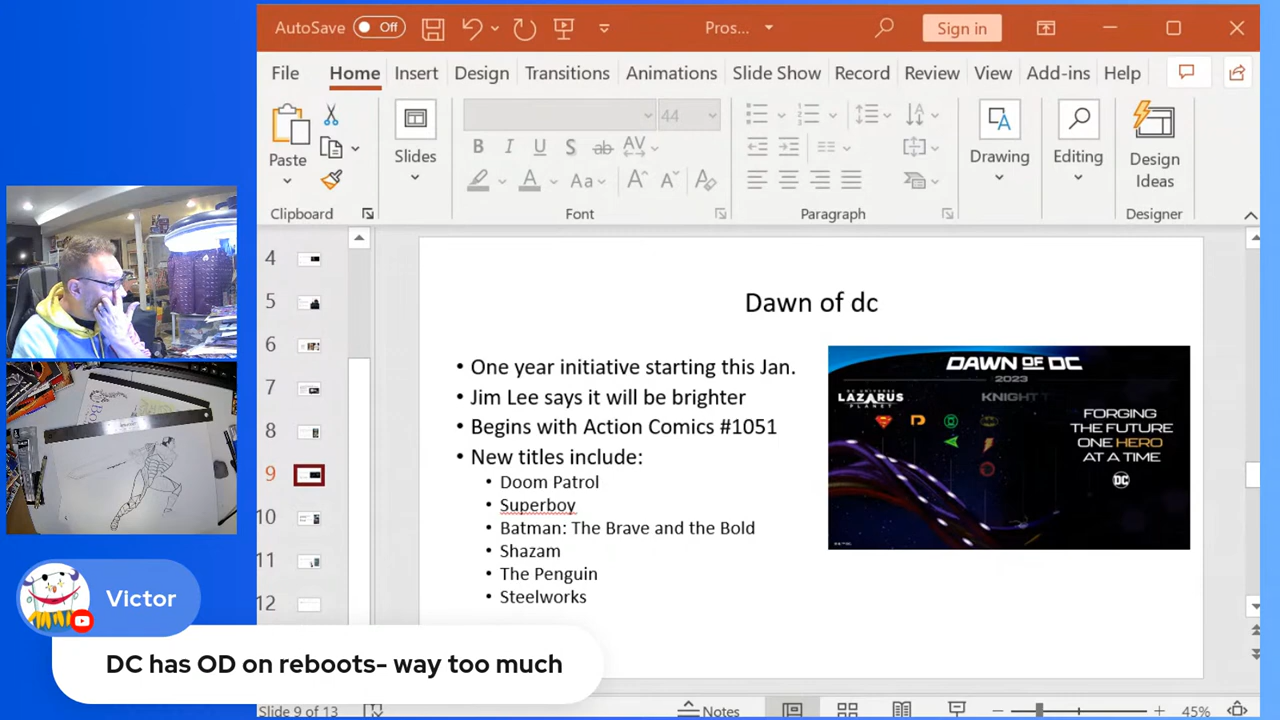 AutoSave Off Pros... Sign in
File Home Insert Design Transitions Animations Slide Show Record Review View Add-ins Help
44
Paste Slides Drawing Editing Design Ideas
B I U S ab AV
A Aa A A A
Clipboard Font Paragraph Designer
4
5
6
7
8
9
10
11
12
Dawn of dc
• One year initiative starting this Jan.
• Jim Lee says it will be brighter
• Begins with Action Comics #1051
• New titles include:
• Doom Patrol
• Superboy
• Batman: The Brave and the Bold
• Shazam
• The Penguin
• Steelworks
DAWN OF DC
2023
LAZARUS
PLANET
KNIGHT T
FORGING
THE FUTURE
ONE HERO
AT A TIME
DC
Victor
DC has OD on reboots- way too much
Slide 9 of 13 Notes 45%